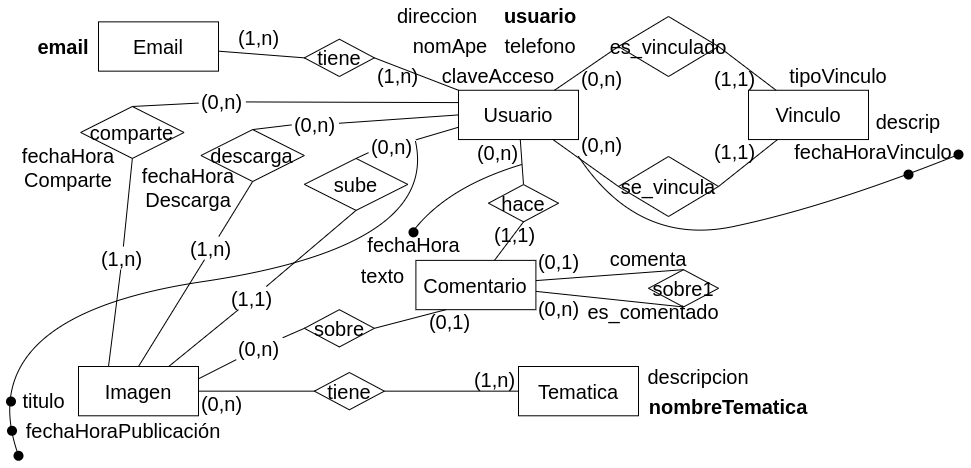 direccion usuario
email Email (1,n) tiene nomApe telefono es_vinculado
(1,n) claveAcceso (0,n) (1,1) tipoVinculo
(0,n) Usuario Vinculo
comparte (0,n) descrip
fechaHora descarga (0,n) (0,n) (0,n) (1,1) fechaHoraVinculo
Comparte fechaHora sube se_vincula
Descarga hace
(1,n) (1,n) fechaHora (1,1)
texto Comentario (0,1) comenta
(1,1) sobre1
(0,n) es_comentado
sobre (0,1)
(0,n)
Imagen tiene (1,n) Tematica descripcion
titulo (0,n) nombreTematica
fechaHoraPublicación